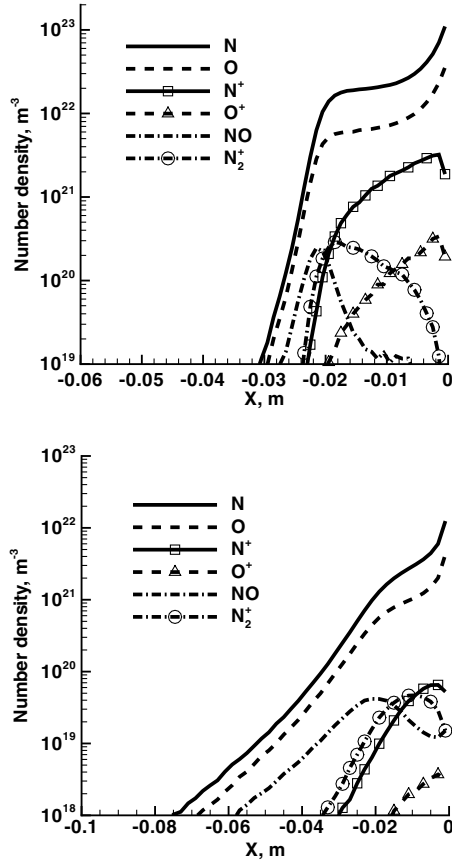 Number density, m⁻³
10²³
10²²
10²¹
10²⁰
10¹⁹
N
O
N⁺
O⁺
NO
N₂⁺
-0.06 -0.05 -0.04 -0.03 -0.02 -0.01 0
X, m
Number density, m⁻³
10²³
10²²
10²¹
10²⁰
10¹⁹
10¹⁸
N
O
N⁺
O⁺
NO
N₂⁺
-0.1 -0.08 -0.06 -0.04 -0.02 0
X, m